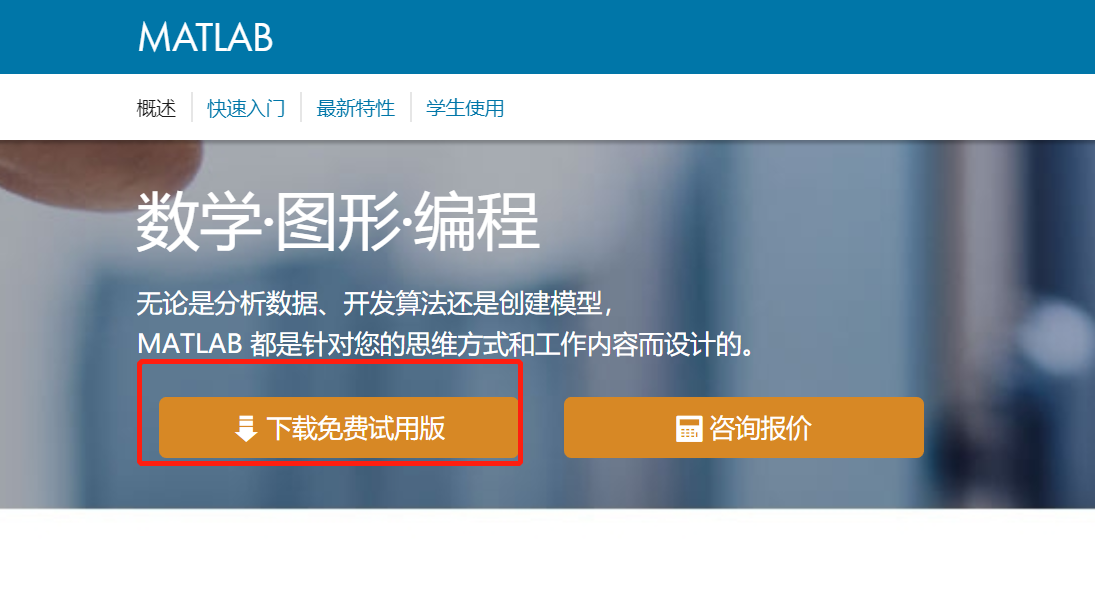 MATLAB
概述 快速入门 最新特性 学生使用
数学·图形·编程
无论是分析数据、开发算法还是创建模型，
MATLAB 都是针对您的思维方式和工作内容而设计的。
下载免费试用版 咨询报价